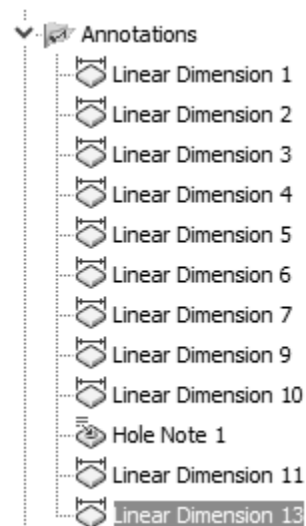 Annotations
Linear Dimension 1
Linear Dimension 2
Linear Dimension 3
Linear Dimension 4
Linear Dimension 5
Linear Dimension 6
Linear Dimension 7
Linear Dimension 9
Linear Dimension 10
Hole Note 1
Linear Dimension 11
Linear Dimension 13